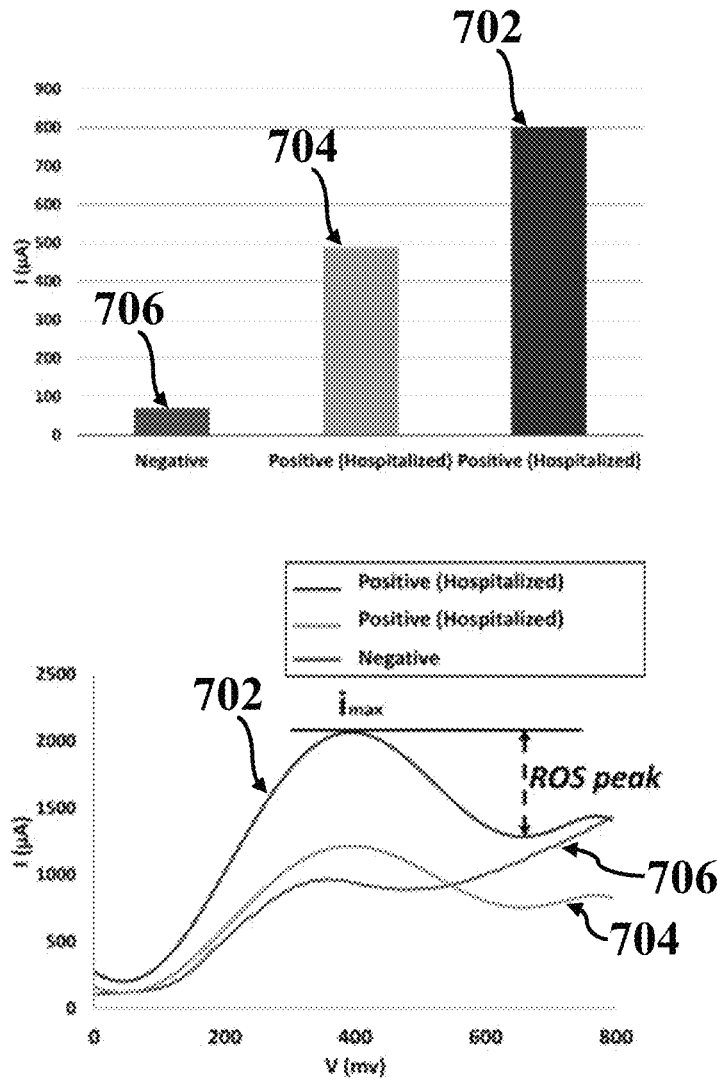 702
900
800
704
700
600
500
I (µA)
400
706
300
200
100
0
Negative
Positive (Hospitalized)
Positive (Hospitalized)
Positive (Hospitalized)
Positive (Hospitalized)
Negative
2500
702
imax
2000
ROS peak
1500
I (µA)
706
1000
704
500
0
0
200
400
600
800
V (mv)